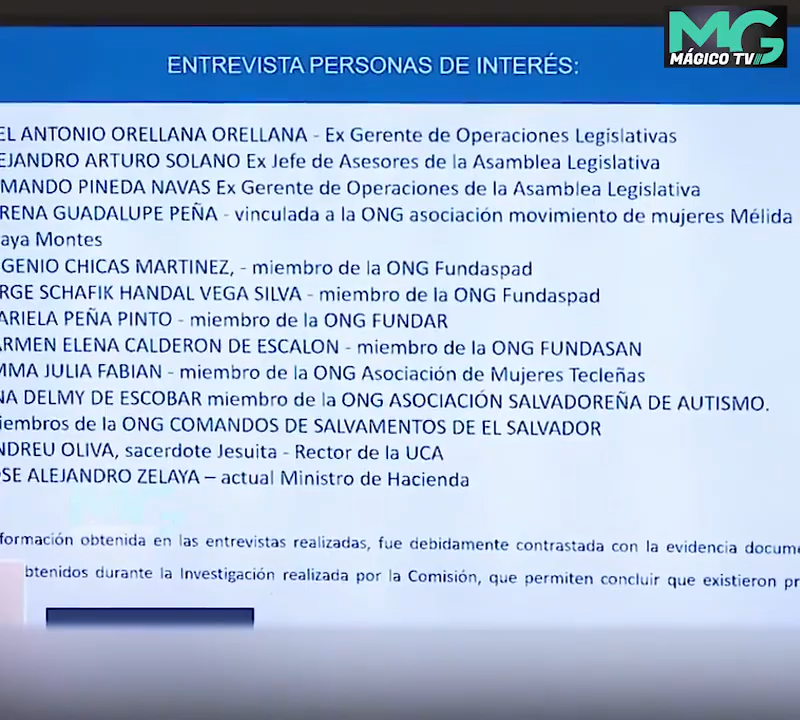 MG
MÁGICO TV
ENTREVISTA PERSONAS DE INTERÉS:
EL ANTONIO ORELLANA ORELLANA - Ex Gerente de Operaciones Legislativas
EJANDRO ARTURO SOLANO Ex Jefe de Asesores de la Asamblea Legislativa
MANDO PINEDA NAVAS Ex Gerente de Operaciones de la Asamblea Legislativa
RENA GUADALUPE PEÑA - vinculada a la ONG asociación movimiento de mujeres Mélida
aya Montes
GENIO CHICAS MARTINEZ, - miembro de la ONG Fundaspad
RGE SCHAFIK HANDAL VEGA SILVA - miembro de la ONG Fundaspad
ARIELA PEÑA PINTO - miembro de la ONG FUNDAR
ARMEN ELENA CALDERON DE ESCALON - miembro de la ONG FUNDASAN
MMA JULIA FABIAN - miembro de la ONG Asociación de Mujeres Tecleñas
NA DELMY DE ESCOBAR miembro de la ONG ASOCIACIÓN SALVADOREÑA DE AUTISMO.
iembros de la ONG COMANDOS DE SALVAMENTOS DE EL SALVADOR
NDREU OLIVA, sacerdote Jesuita - Rector de la UCA
OSE ALEJANDRO ZELAYA – actual Ministro de Hacienda
formación obtenida en las entrevistas realizadas, fue debidamente contrastada con la evidencia docume
btenidos durante la Investigación realizada por la Comisión, que permiten concluir que existieron pr